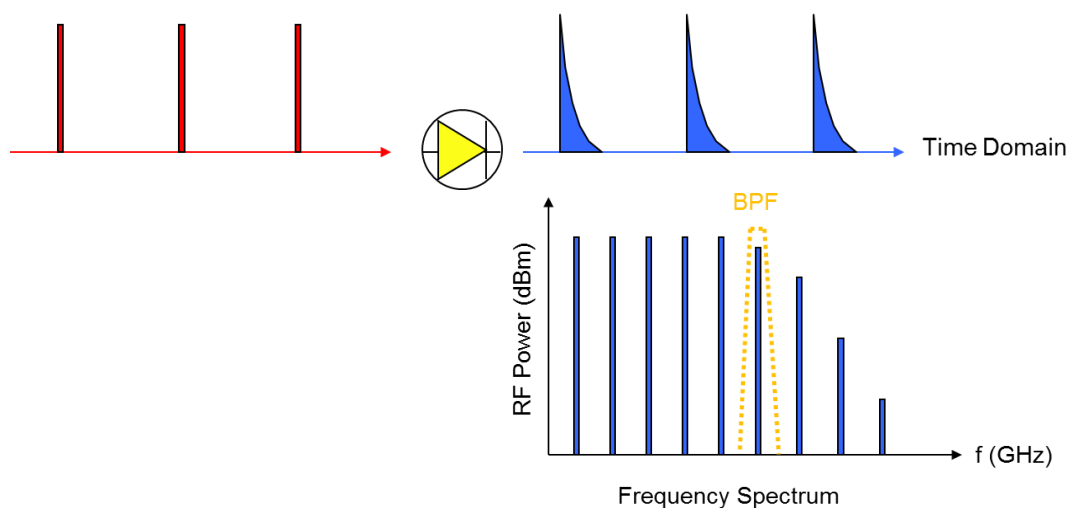 Time Domain
BPF
RF Power (dBm)
f (GHz)
Frequency Spectrum